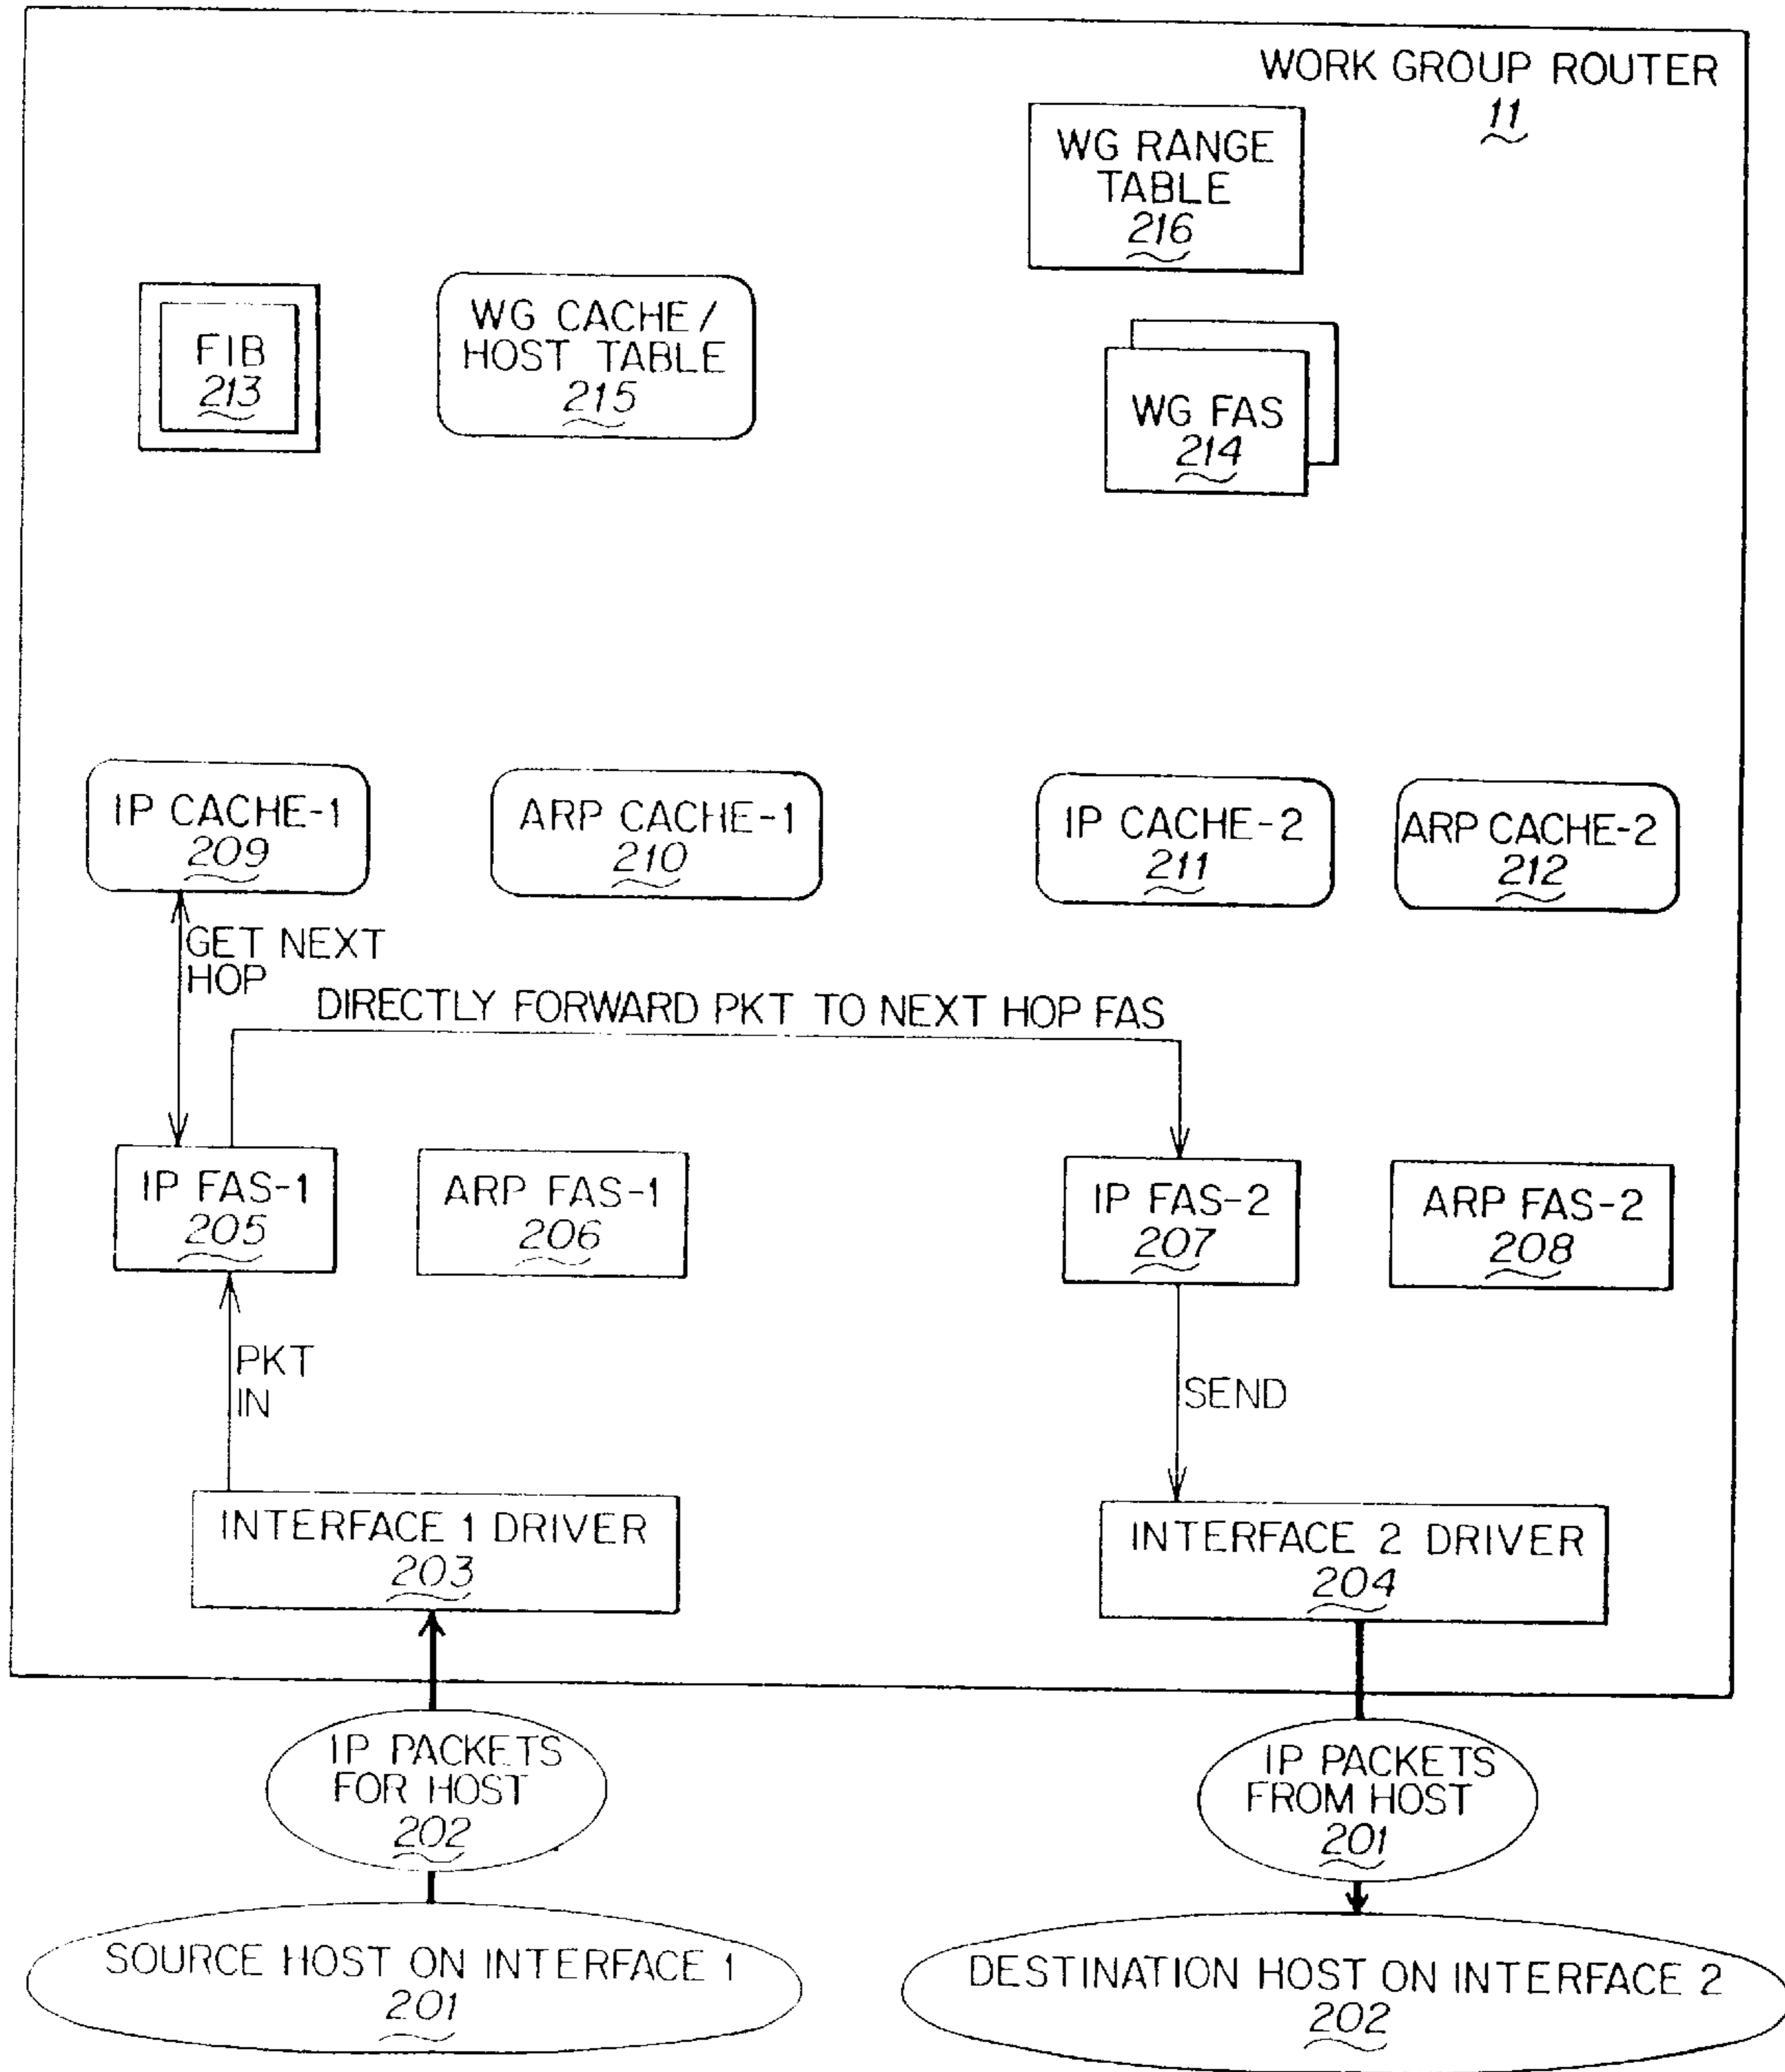 WORK GROUP ROUTER
11
WG RANGE
TABLE
216
FIB
213
WG CACHE/
HOST TABLE
215
WG FAS
214
IP CACHE-1
209
ARP CACHE-1
210
IP CACHE-2
211
ARP CACHE-2
212
GET NEXT
HOP
DIRECTLY FORWARD PKT TO NEXT HOP FAS
IP FAS-1
205
ARP FAS-1
206
IP FAS-2
207
ARP FAS-2
208
PKT
IN
SEND
INTERFACE 1 DRIVER
203
INTERFACE 2 DRIVER
204
IP PACKETS
FOR HOST
202
IP PACKETS
FROM HOST
201
SOURCE HOST ON INTERFACE 1
201
DESTINATION HOST ON INTERFACE 2
202